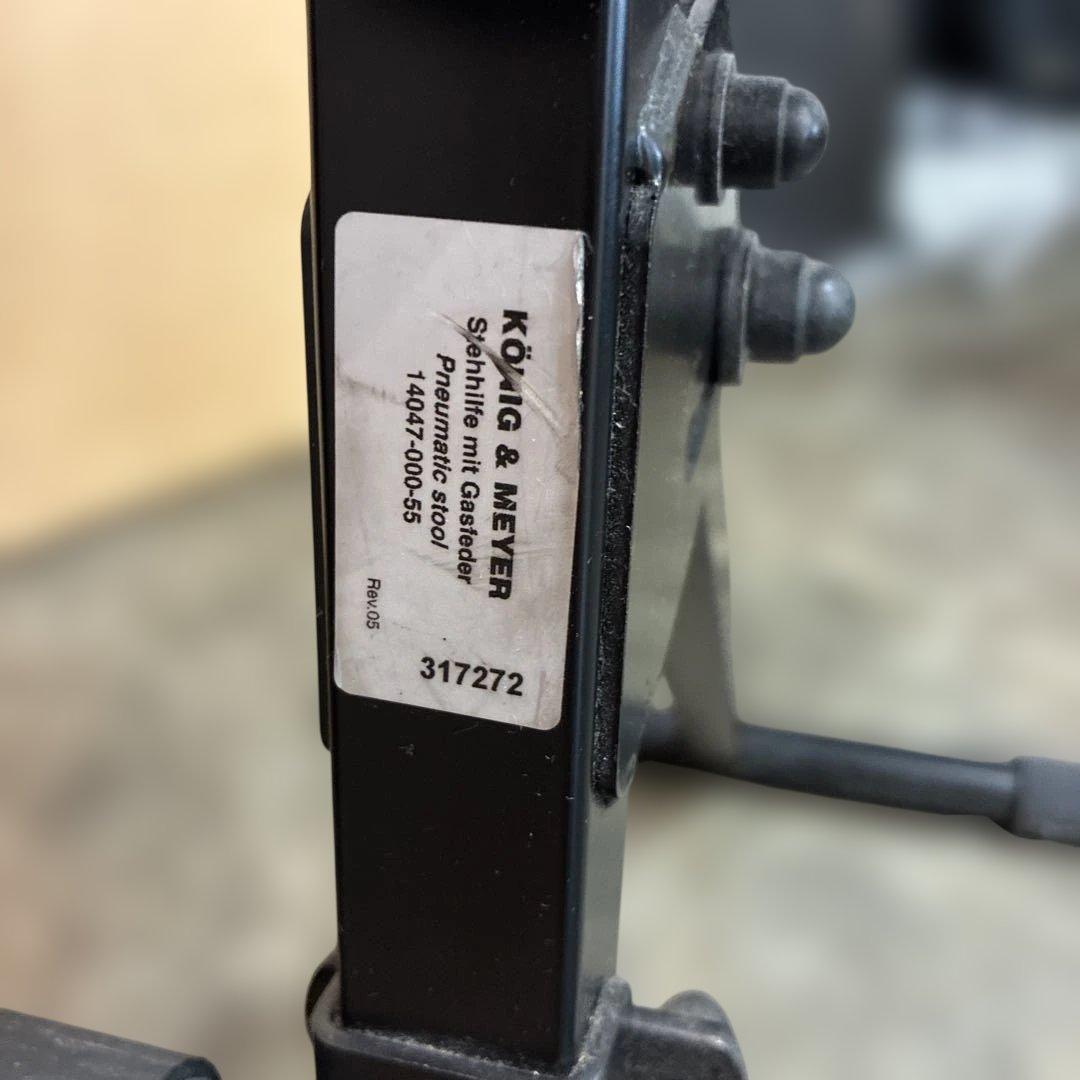 KÖNIG & MEYER
Stehhilfe mit Gasfeder
Pneumatic stool
14047-000-55
Rev.05
317272